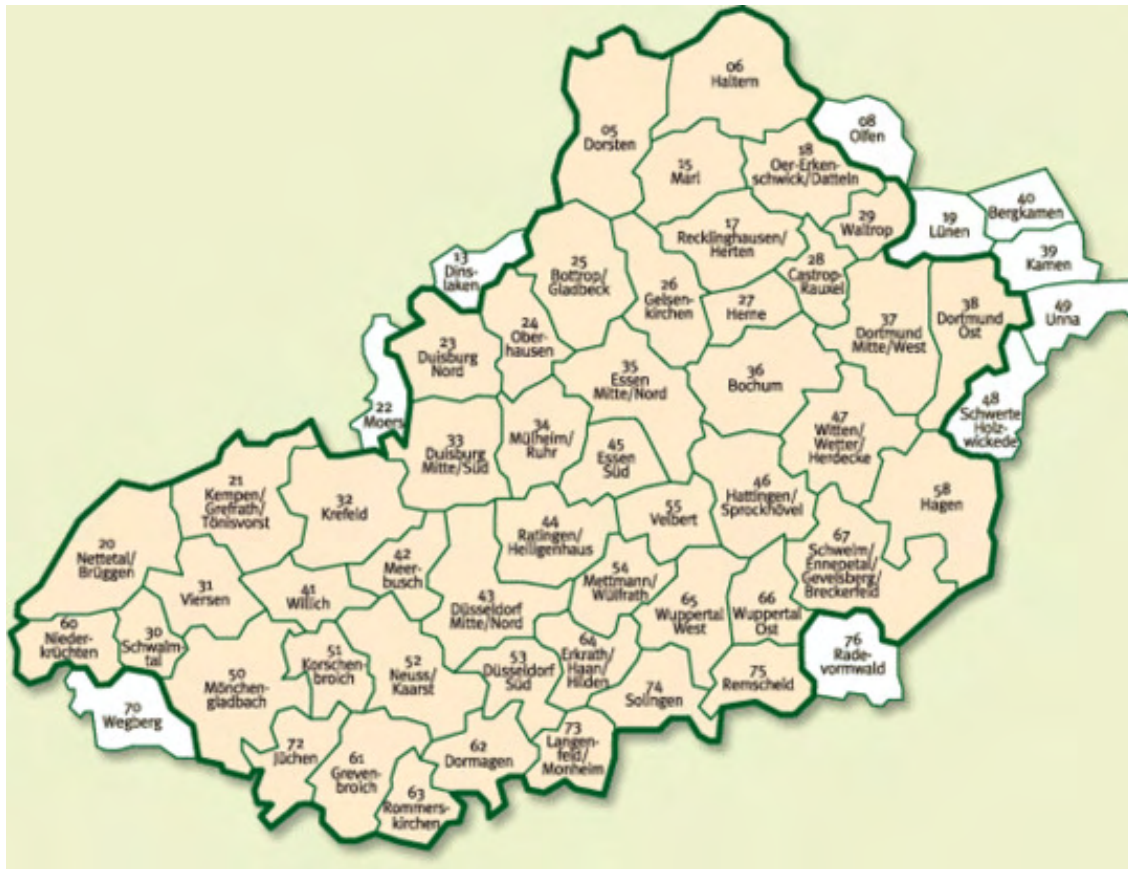 06
Haltern
08
Olfen
05
Dorsten
15
Marl
18
Oer-Erken-
schwick/Datteln
40
Bergkamen
19
Lünen
29
Waltrop
17
Recklinghausen/
Herten
39
Kamen
13
Dins-
laken
25
Bottrop/
Gladbeck
28
Castrop-
Rauxel
26
Gelsen-
kirchen
27
Herne
38
Dortmund
Ost
49
Unna
24
Ober-
hausen
37
Dortmund
Mitte/West
23
Duisburg
Nord
35
Essen
Mitte/Nord
36
Bochum
22
Moers
48
Schwerte
Holz-
wickede
34
Mülheim/
Ruhr
47
Witten/
Wetter/
Herdecke
33
Duisburg
Mitte/Süd
45
Essen
Süd
21
Kempen/
Grefrath/
Tönisvorst
46
Hattingen/
Sprockhövel
58
Hagen
32
Krefeld
55
Velbert
44
Ratingen/
Heiligenhaus
67
Schwelm/
Ennepetal/
Gevelsberg/
Breckerfeld
20
Nettetal/
Brüggen
42
Meer-
busch
54
Mettmann/
Wülfrath
31
Viersen
41
Willich
43
Düsseldorf
Mitte/Nord
65
Wuppertal
West
66
Wuppertal
Ost
60
Nieder-
krüchten
30
Schwalm-
tal
64
Erkrath/
Haan/
Hilden
76
Rade-
vormwald
51
Korschen-
broich
52
Neuss/
Kaarst
53
Düsseldorf
Süd
50
Mönchen-
gladbach
75
Remscheid
74
Solingen
70
Wegberg
73
Langen-
feld/
Monheim
72
Jüchen
62
Dormagen
61
Greven-
broich
63
Rommers-
kirchen